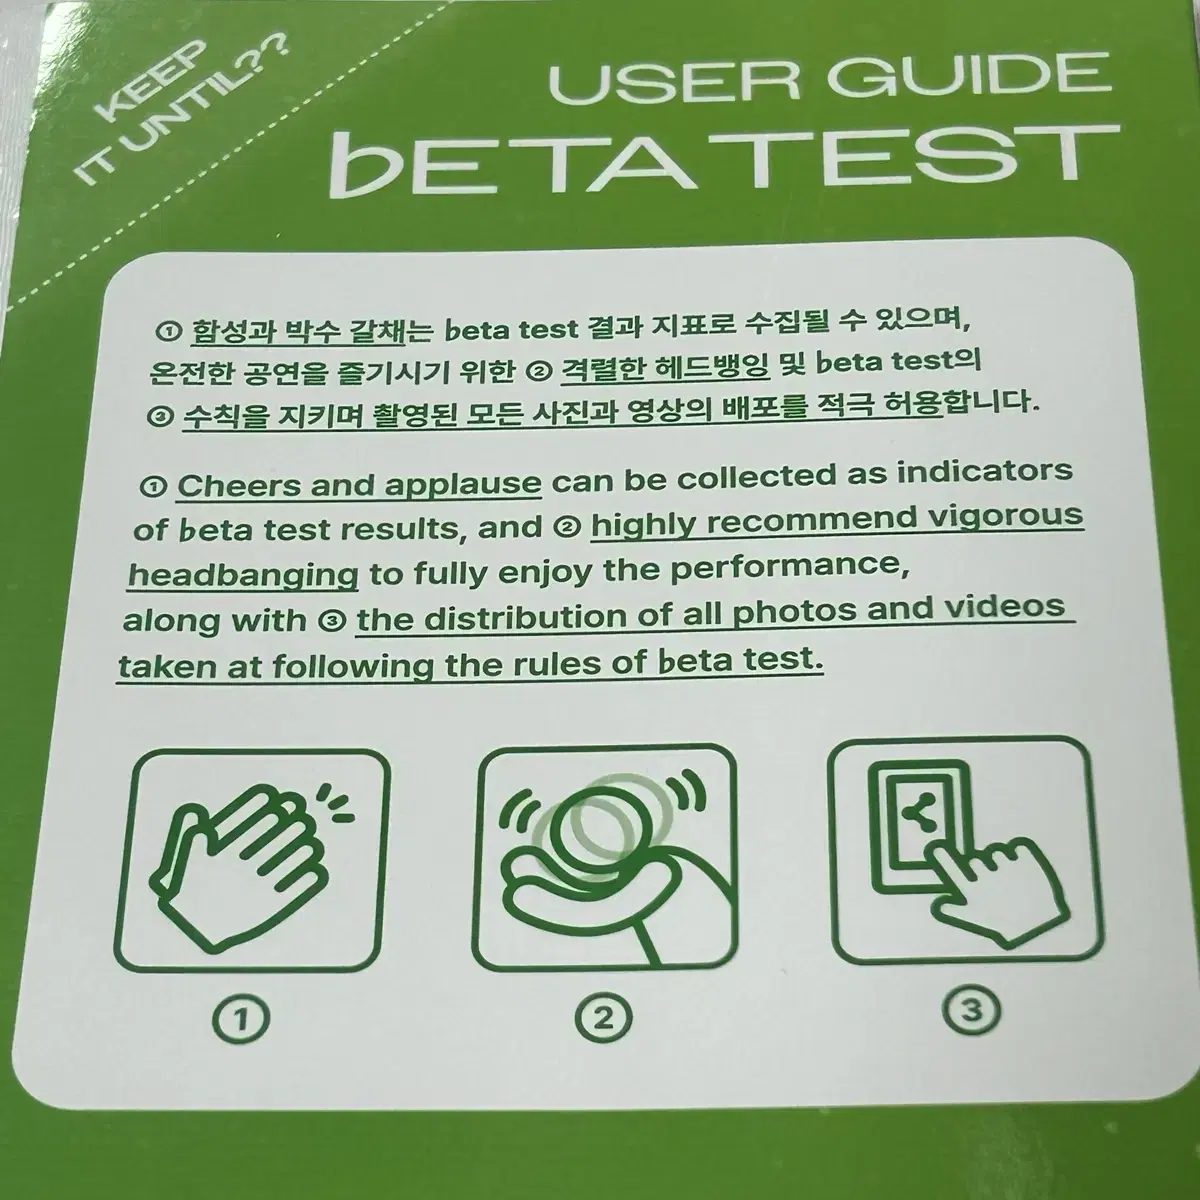 KEEP
IT UNTIL??
USER GUIDE
bETA TEST
① 함성과 박수 갈채는 beta test 결과 지표로 수집될 수 있으며,
온전한 공연을 즐기시기 위한 ② 격렬한 헤드뱅잉 및 beta test의
③ 수칙을 지키며 촬영된 모든 사진과 영상의 배포를 적극 허용합니다.
① Cheers and applause can be collected as indicators
of beta test results, and ② highly recommend vigorous
headbanging to fully enjoy the performance,
along with ③ the distribution of all photos and videos
taken at following the rules of beta test.
① ② ③